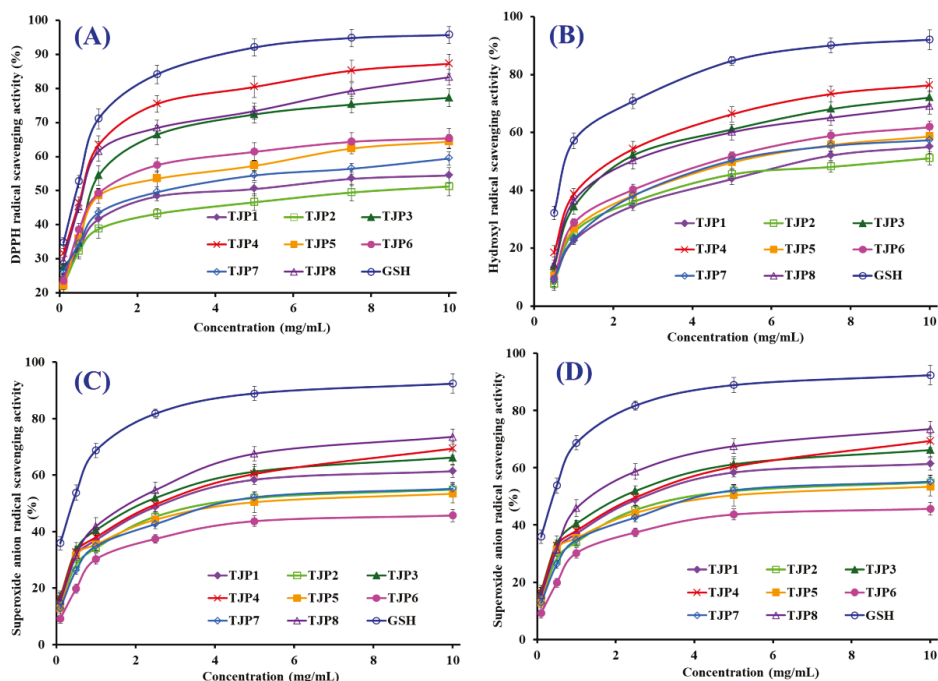 (A)
DPPH radical scavenging activity (%)
100
90
80
70
60
50
40
30
20
TJP1 TJP2 TJP3
TJP4 TJP5 TJP6
TJP7 TJP8 GSH
0 2 4 6 8 10
Concentration (mg/mL)
(B)
Hydroxyl radical scavenging activity (%)
100
80
60
40
20
0
TJP1 TJP2 TJP3
TJP4 TJP5 TJP6
TJP7 TJP8 GSH
0 2 4 6 8 10
Concentration (mg/mL)
(C)
Superoxide anion radical scavenging activity
(%)
100
80
60
40
20
0
TJP1 TJP2 TJP3
TJP4 TJP5 TJP6
TJP7 TJP8 GSH
0 2 4 6 8 10
Concentration (mg/mL)
(D)
Superoxide anion radical scavenging activity
(%)
100
80
60
40
20
0
TJP1 TJP2 TJP3
TJP4 TJP5 TJP6
TJP7 TJP8 GSH
0 2 4 6 8 10
Concentration (mg/mL)